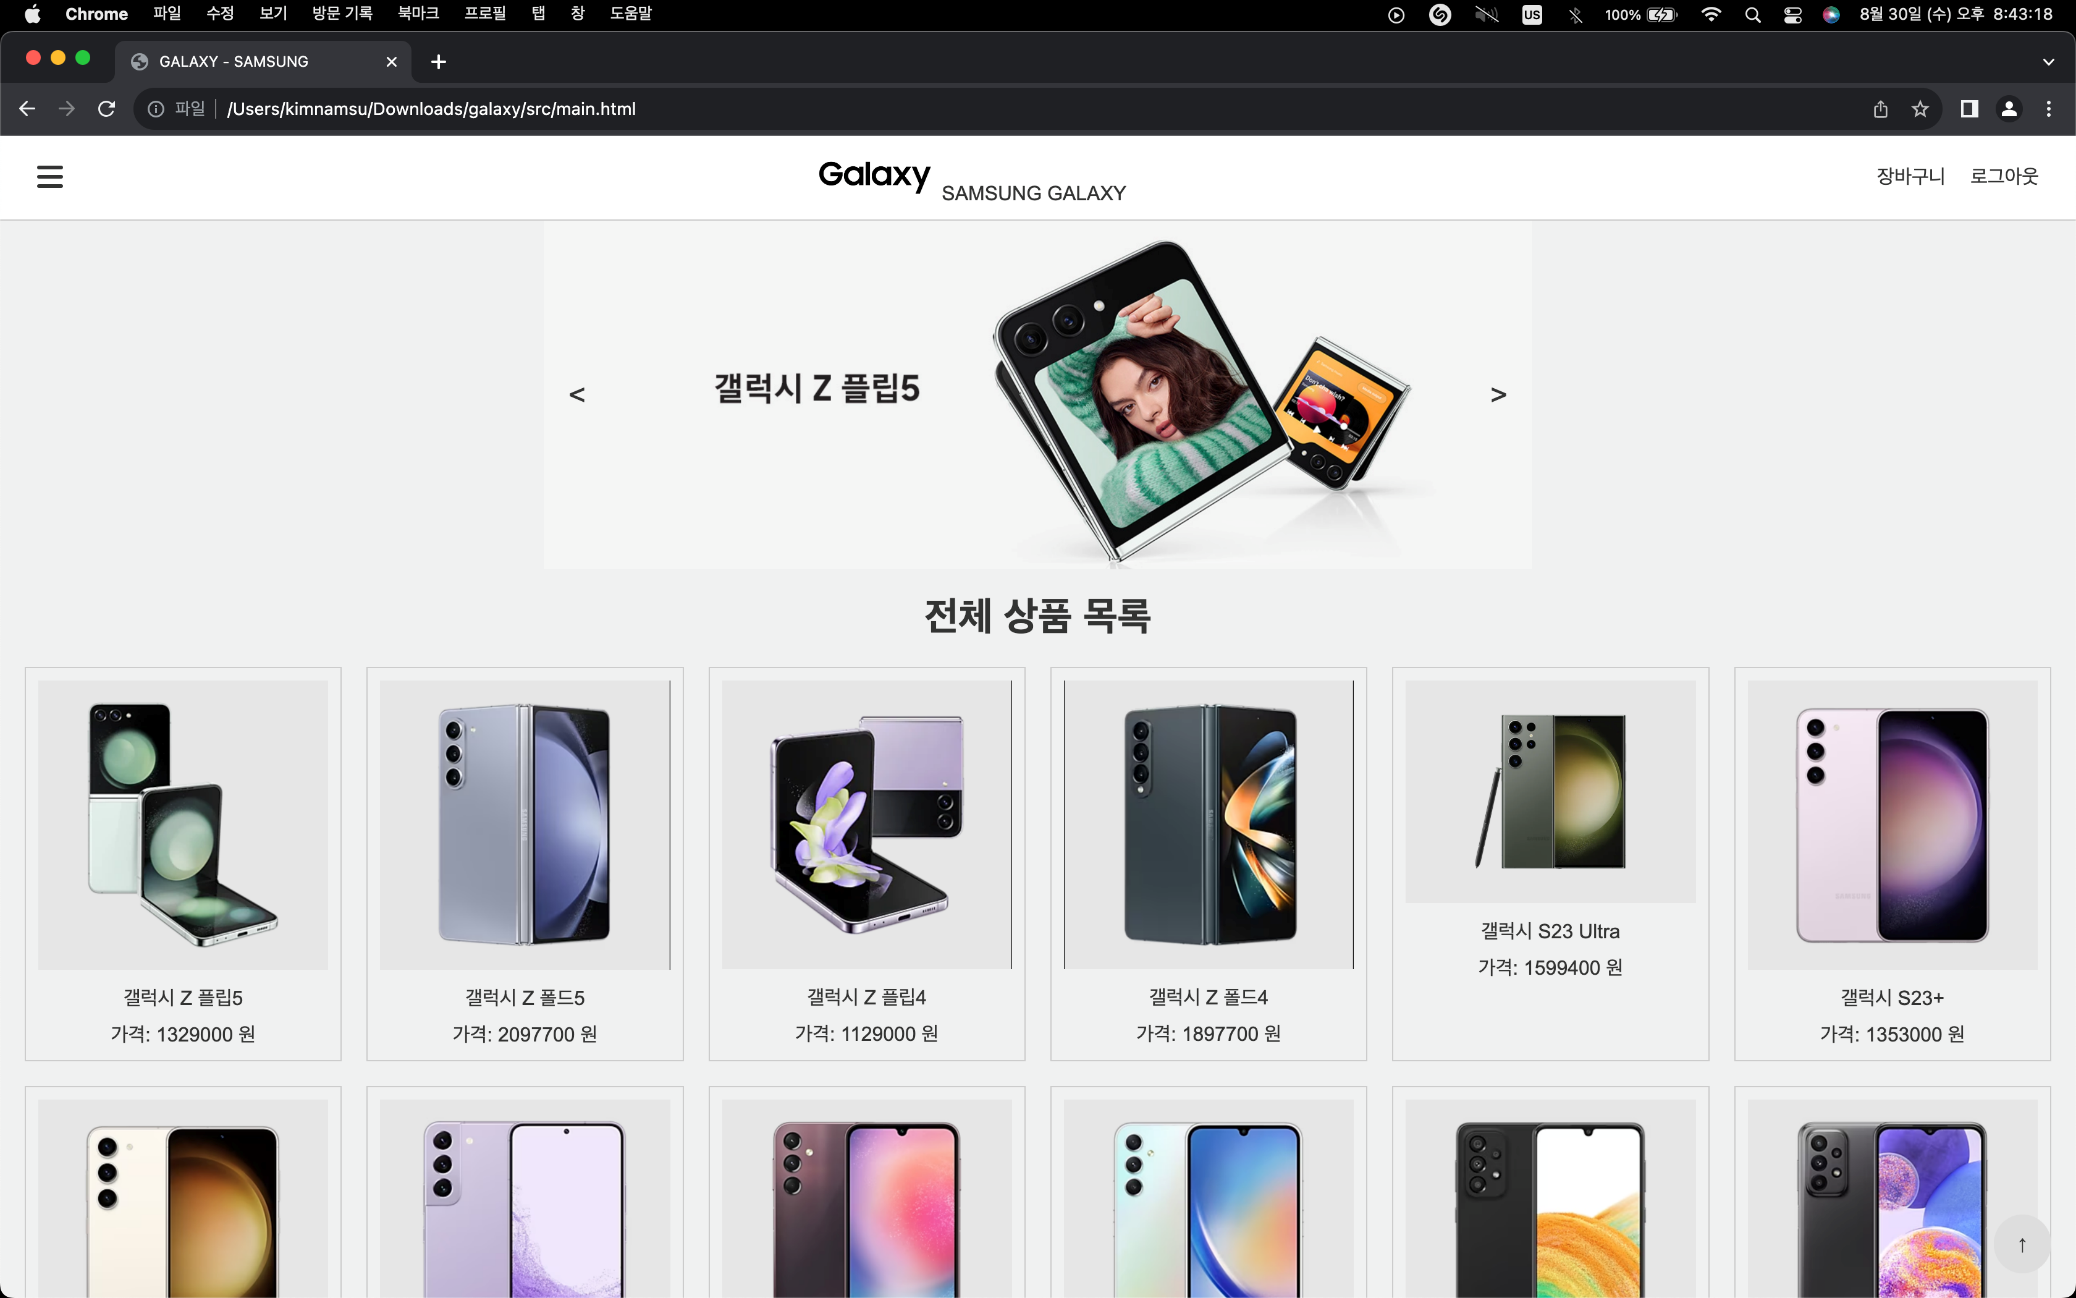 Chrome 파일 수정 보기 방문 기록 북마크 프로필 탭 창 도움말 US 100% 8월 30일 (수) 오후 8:43:18
GALAXY - SAMSUNG
파일 /Users/kimnamsu/Downloads/galaxy/src/main.html
Galaxy SAMSUNG GALAXY 장바구니 로그아웃
< 갤럭시 Z 플립5 >
전체 상품 목록
갤럭시 Z 플립5
가격: 1329000 원
갤럭시 Z 폴드5
가격: 2097700 원
갤럭시 Z 플립4
가격: 1129000 원
갤럭시 Z 폴드4
가격: 1897700 원
갤럭시 S23 Ultra
가격: 1599400 원
SAMSUNG
갤럭시 S23+
가격: 1353000 원
↑